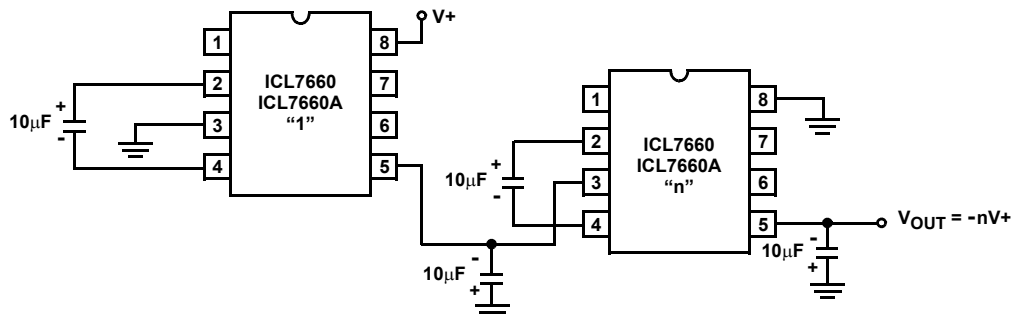 V+
1
2
3
4
8
7
6
5
ICL7660
ICL7660A
“1”
+
10μF
-
1
2
3
4
8
7
6
5
ICL7660
ICL7660A
“n”
+
10μF
-
-
10μF
+
VOUT = -nV+
-
10μF
+